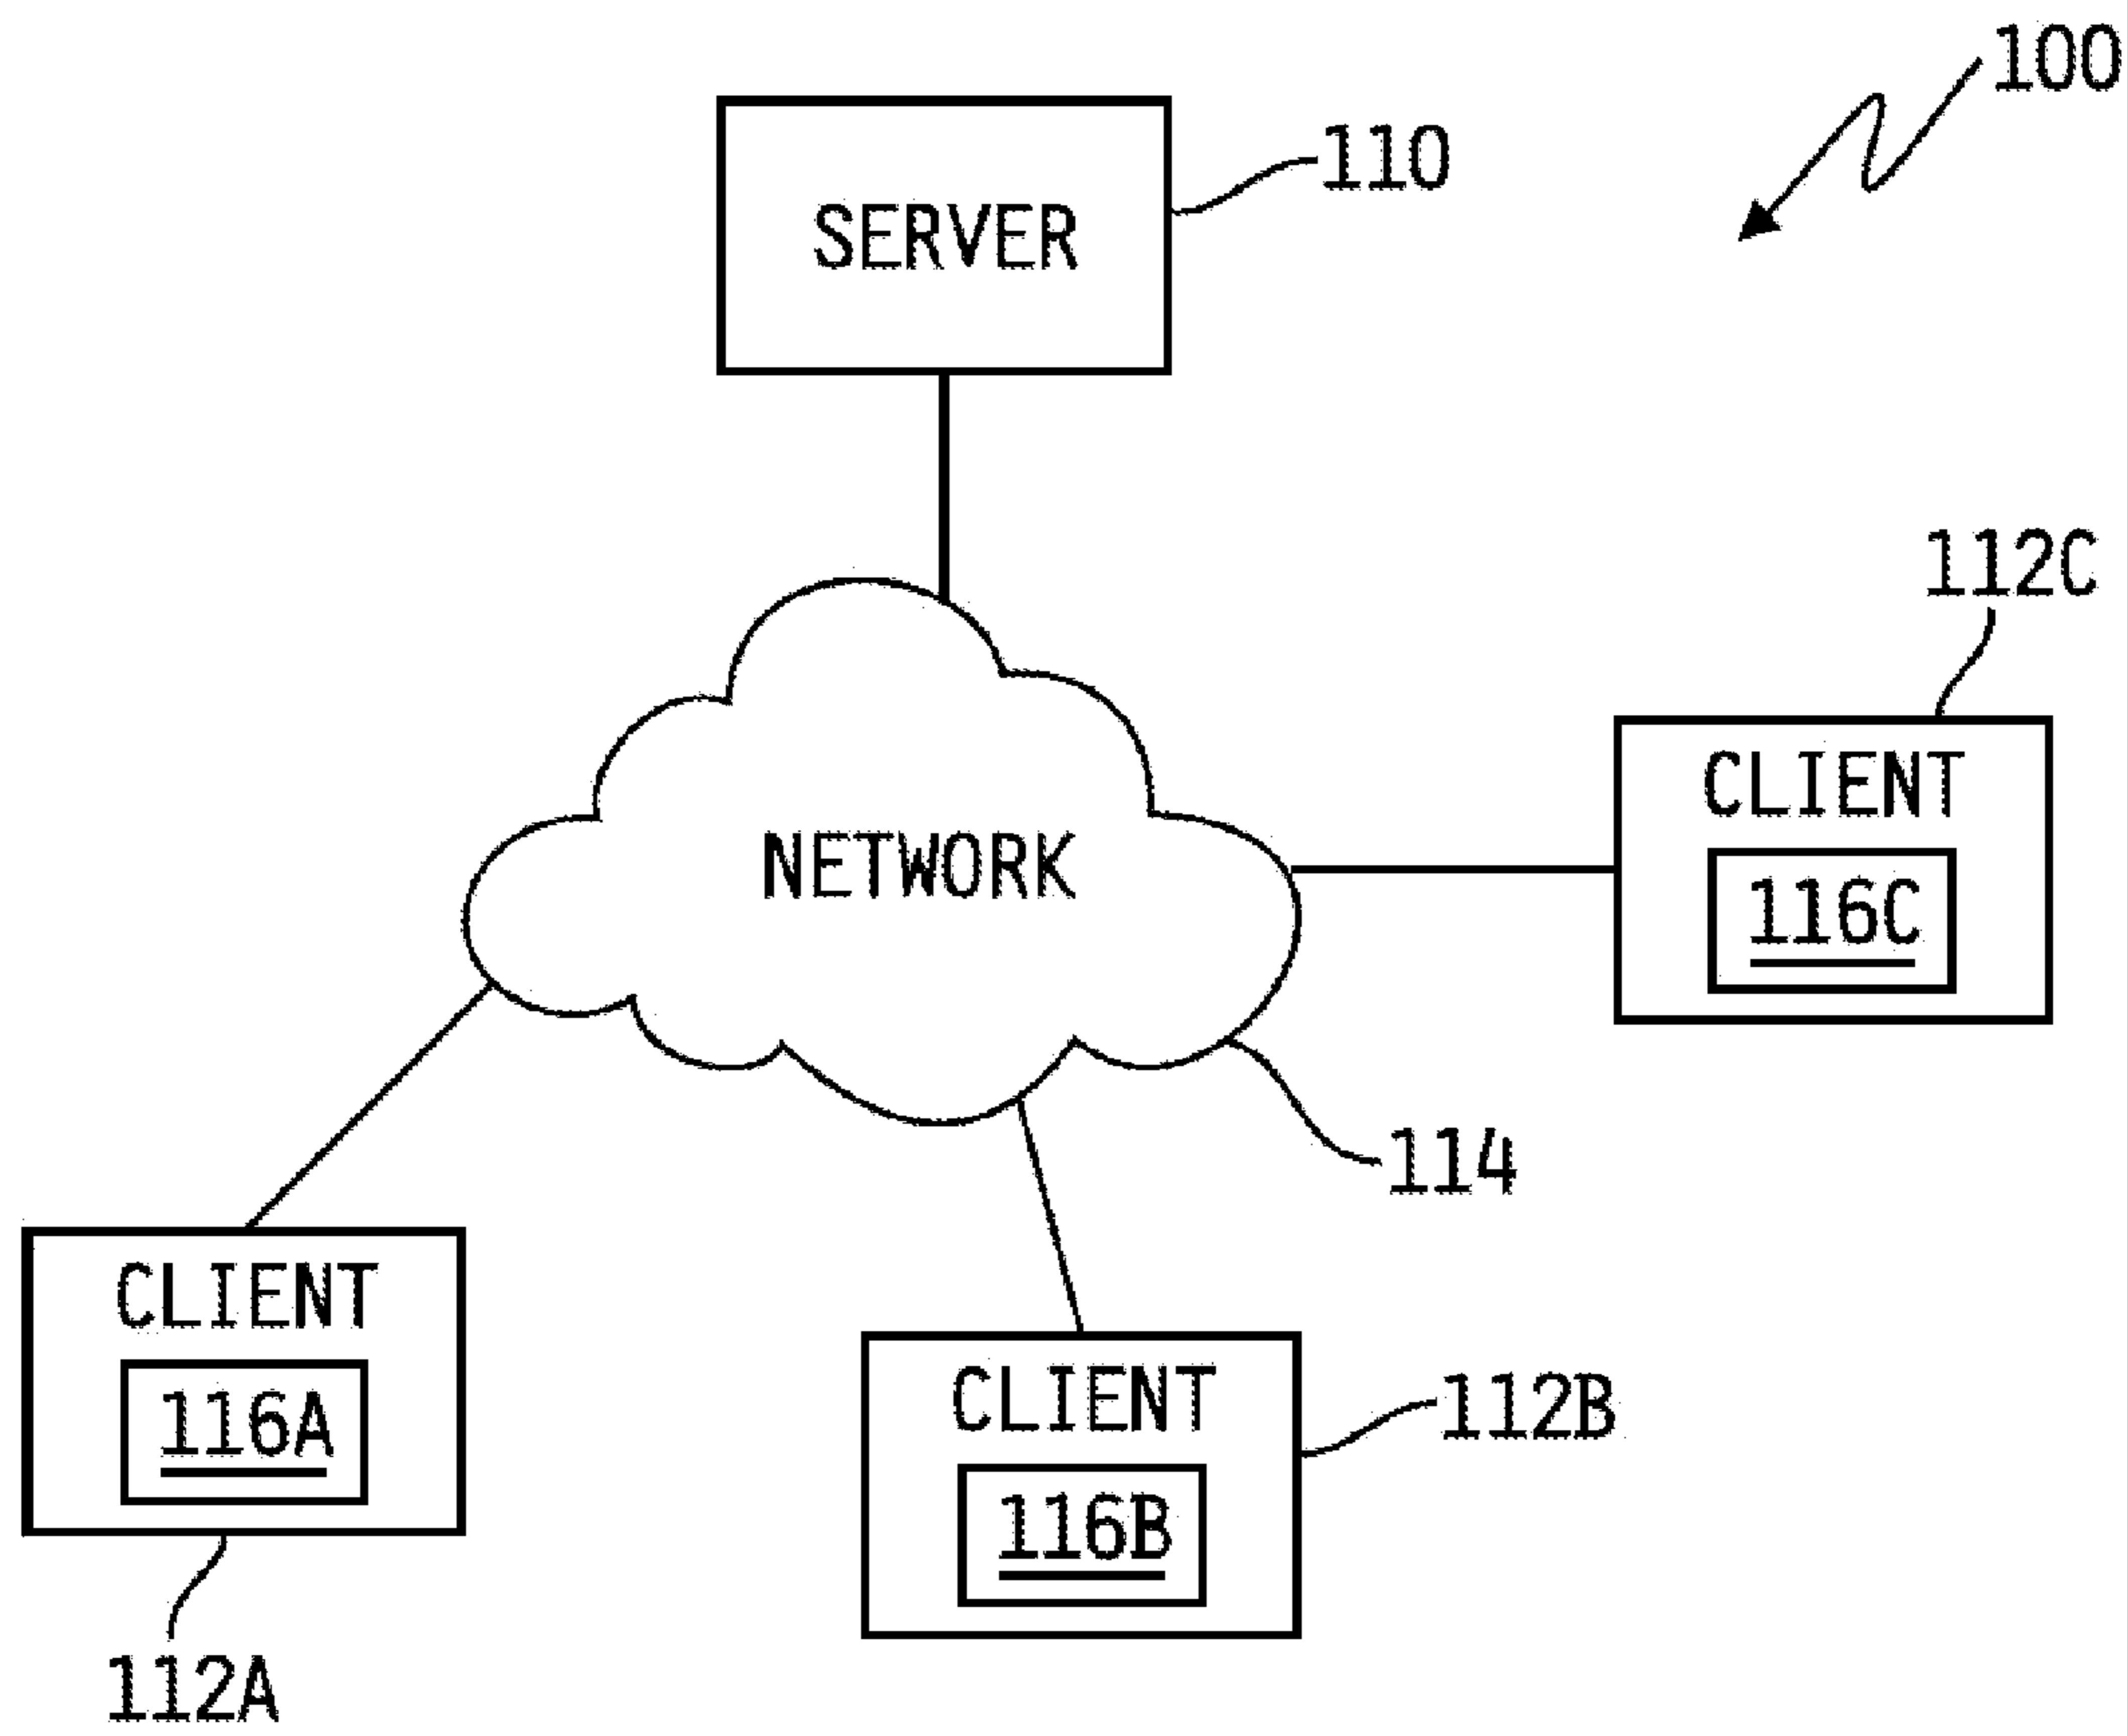 100
110
SERVER
112C
CLIENT
116C
NETWORK
114
CLIENT
116A
112A
CLIENT
116B
112B